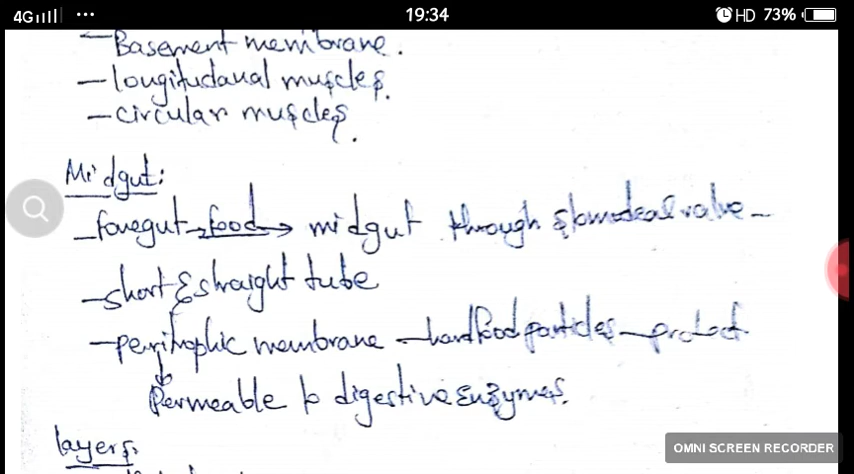 4G ... 19:34 HD 73%
- Basement membrane.
- longitudanal muscles.
- circular muscles.
Midgut:
- foregut - food → midgut through stomodeal valve -
- short & straight tube
- peritrophic membrane - hard food particles - protect
Permeable to digestive enzymes.
layers:
OMNI SCREEN RECORDER